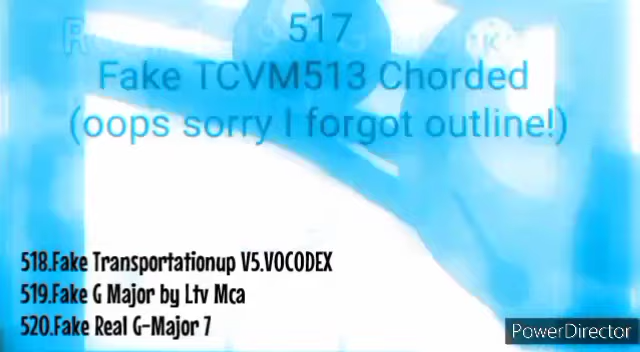 517
Fake TCVM513 Chorded
(oops sorry I forgot outline!)
518.Fake Transportationup V5.VOCODEX
519.Fake G Major by Ltv Mca
520.Fake Real G-Major 7
PowerDirector